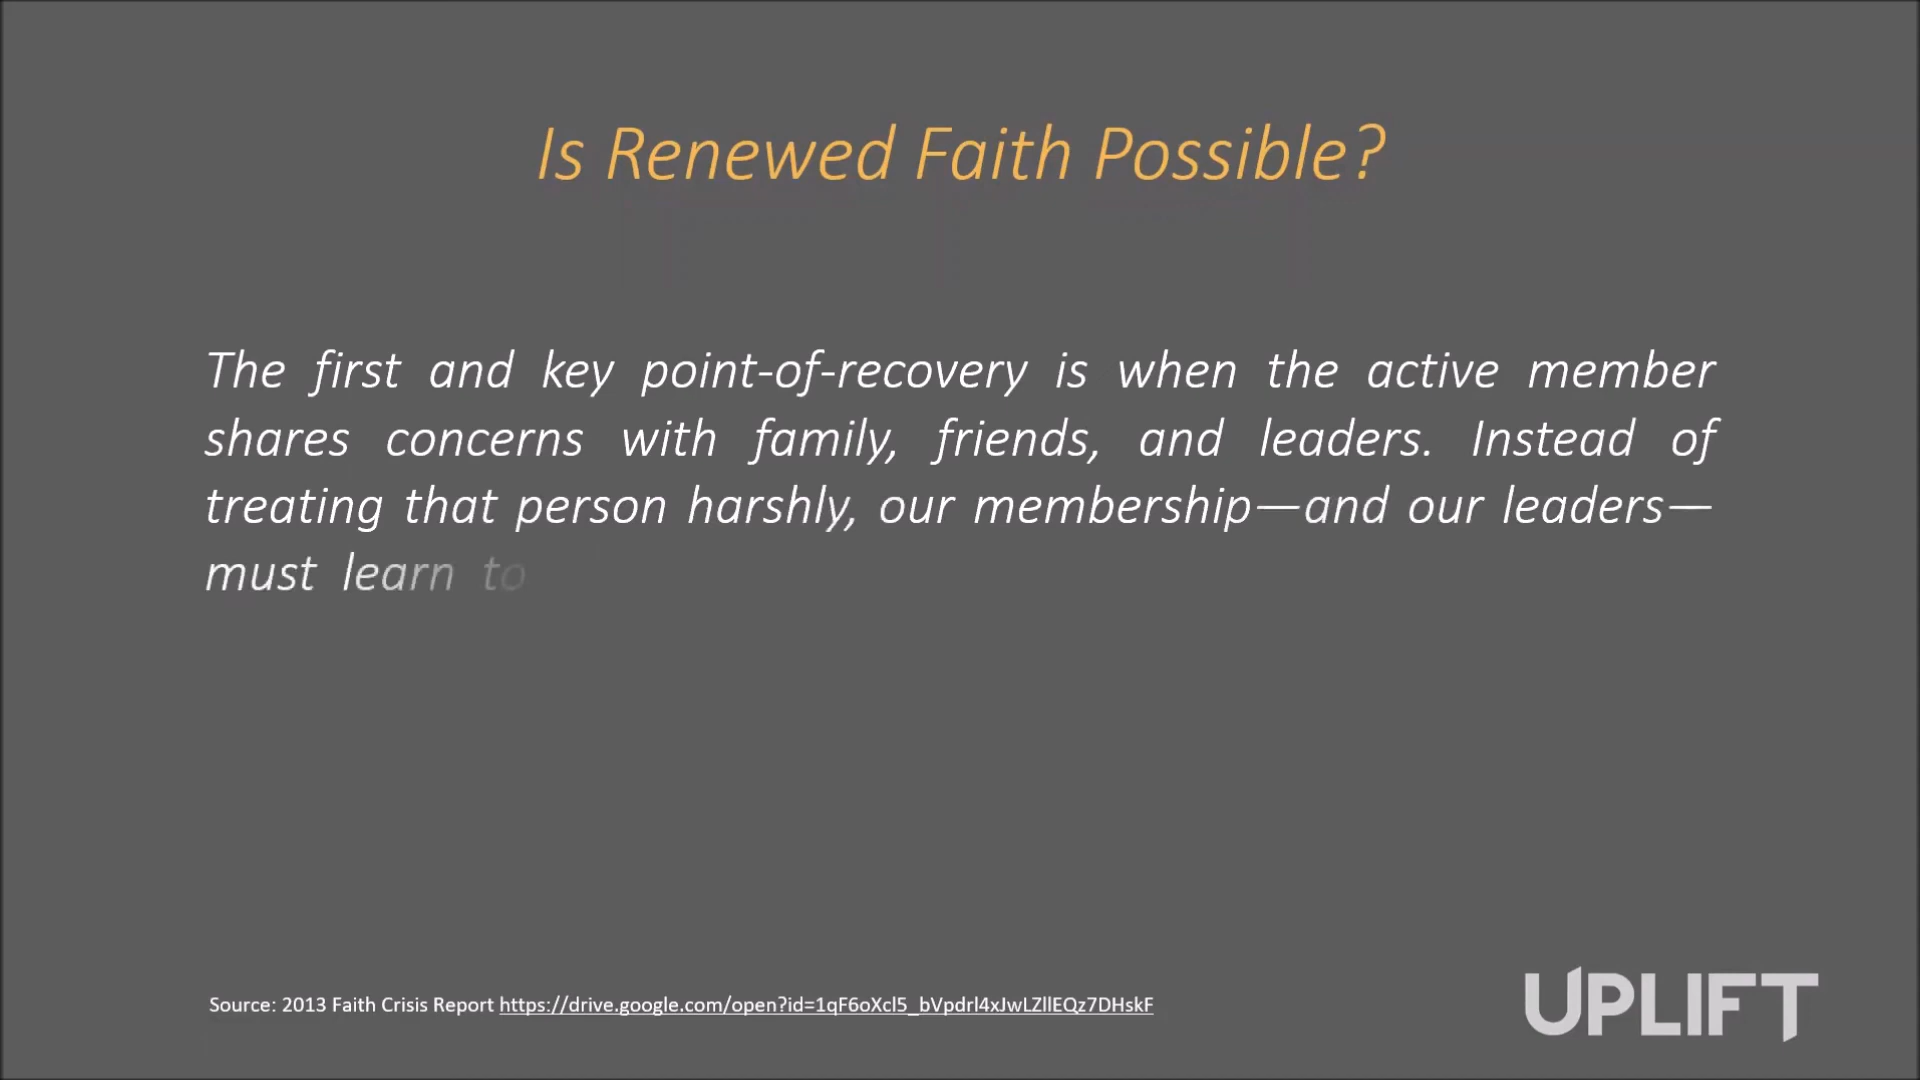 Is Renewed Faith Possible?
The first and key point-of-recovery is when the active member
shares concerns with family, friends, and leaders. Instead of
treating that person harshly, our membership—and our leaders—
must learn to
Source: 2013 Faith Crisis Report https://drive.google.com/open?id=1qF6oXcl5_bVpdrl4xJwLZllEQz7DHskF
UPLIFT